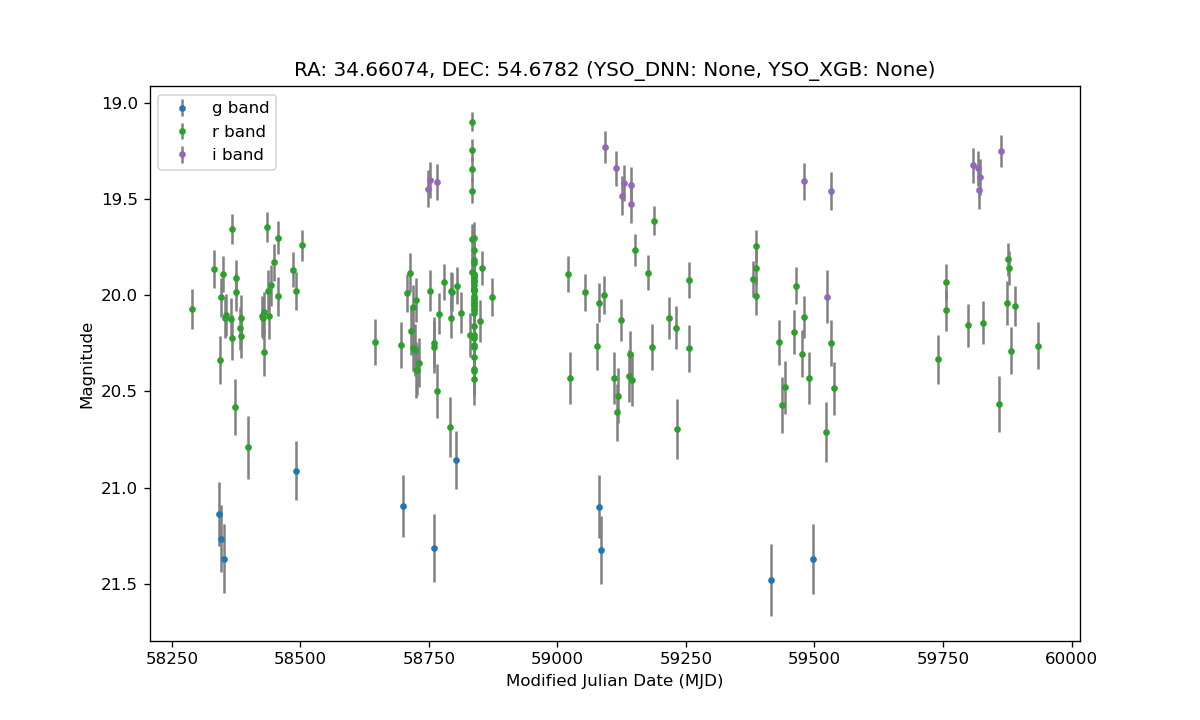 RA: 34.66074, DEC: 54.6782 (YSO_DNN: None, YSO_XGB: None)
g band
r band
i band
Magnitude
19.0
19.5
20.0
20.5
21.0
21.5
58250 58500 58750 59000 59250 59500 59750 60000
Modified Julian Date (MJD)